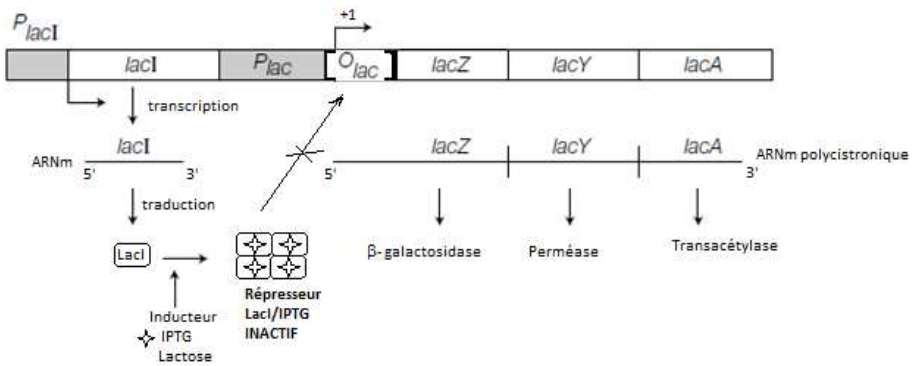 PlacI
+1
lacI
Plac
Olac
lacZ
lacY
lacA
transcription
ARNm
lacI
5'
3'
5'
lacZ
lacY
lacA
3'
ARNm polycistronique
traduction
LacI
β-galactosidase
Perméase
Transacétylase
Inducteur
IPTG
Lactose
Répresseur
LacI/IPTG
INACTIF